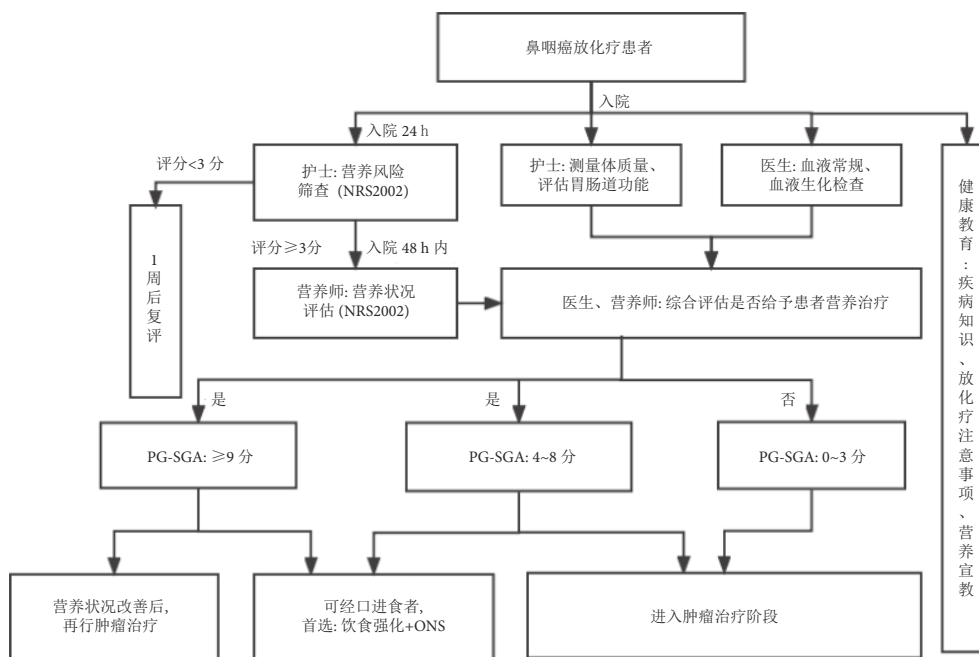 鼻咽癌放化疗患者
入院
入院 24 h
评分<3 分
护士: 营养风险
筛查 (NRS2002)
护士: 测量体质量、
评估胃肠道功能
医生: 血液常规、
血液生化检查
健康教育:疾病知识、放化疗注意事项、营养宣教
1周后复评
评分≥3分
入院 48 h 内
营养师: 营养状况
评估 (NRS2002)
医生、营养师: 综合评估是否给予患者营养治疗
是
是
否
PG-SGA: ≥9 分
PG-SGA: 4~8 分
PG-SGA: 0~3 分
营养状况改善后,
再行肿瘤治疗
可经口进食者,
首选: 饮食强化+ONS
进入肿瘤治疗阶段